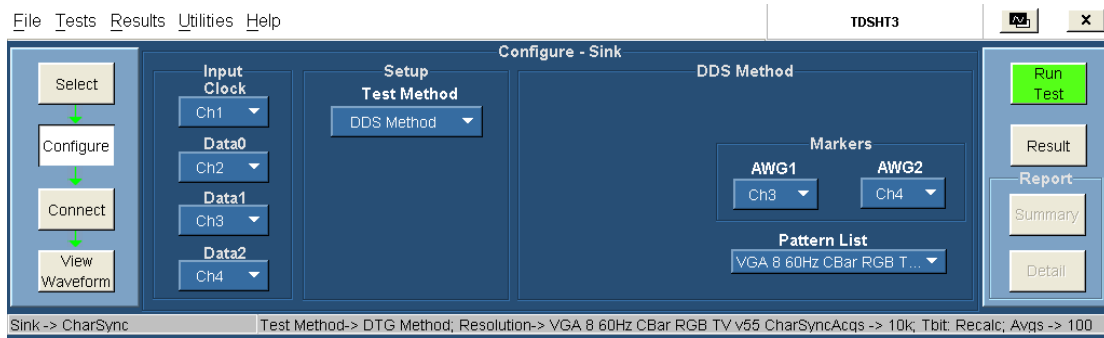 File Tests Results Utilities Help
TDSHT3
x
Configure - Sink
Select
Configure
Connect
View
Waveform
Input
Clock
Ch1
Data0
Ch2
Data1
Ch3
Data2
Ch4
Setup
Test Method
DDS Method
DDS Method
Markers
AWG1
Ch3
AWG2
Ch4
Pattern List
VGA 8 60Hz CBar RGB T...
Run
Test
Result
Report
Summary
Detail
Sink -> CharSync
Test Method-> DTG Method; Resolution-> VGA 8 60Hz CBar RGB TV v55 CharSyncAcqs -> 10k; Tbit: Recalc; Avgs -> 100